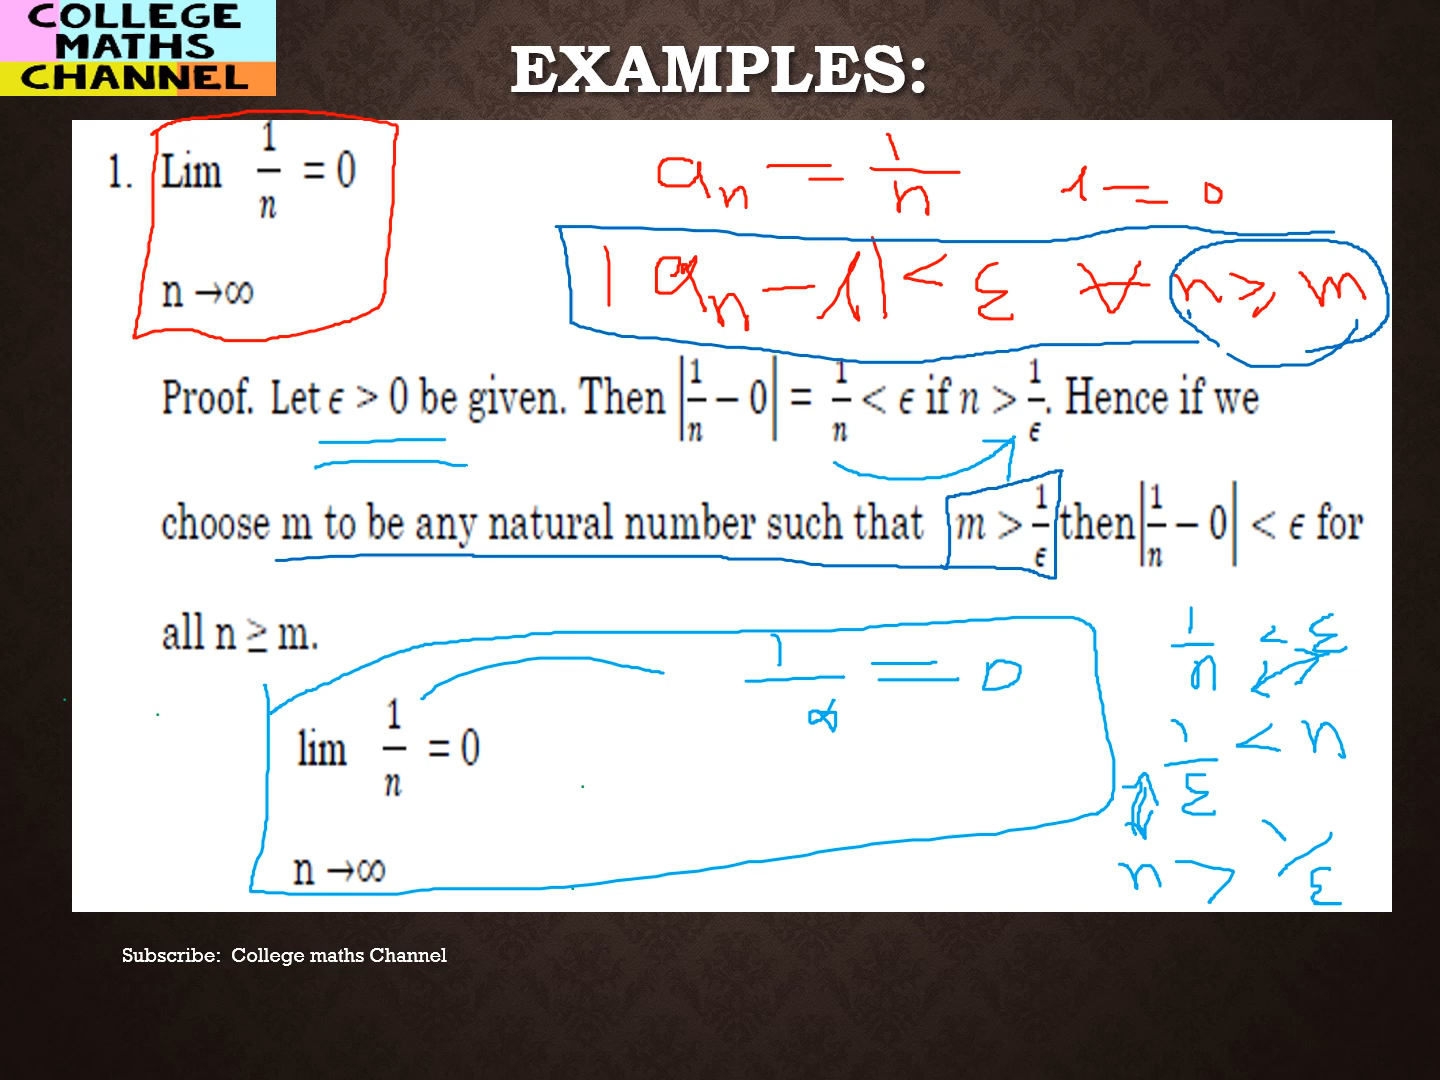 COLLEGE
MATHS
CHANNEL
EXAMPLES:
1. Lim 1/n = 0
n →∞
aₙ = 1/n l = 0
| aₙ - l | < ε ∀ n ≥ m
Proof. Let ϵ > 0 be given. Then |1/n − 0| = 1/n < ϵ if n > 1/ϵ. Hence if we
choose m to be any natural number such that m > 1/ϵ then |1/n − 0| < ϵ for
all n ≥ m.
1/∞ = 0
lim 1/n = 0
n →∞
1/n < ε
1/ε < n
n > 1/ε
Subscribe: College maths Channel